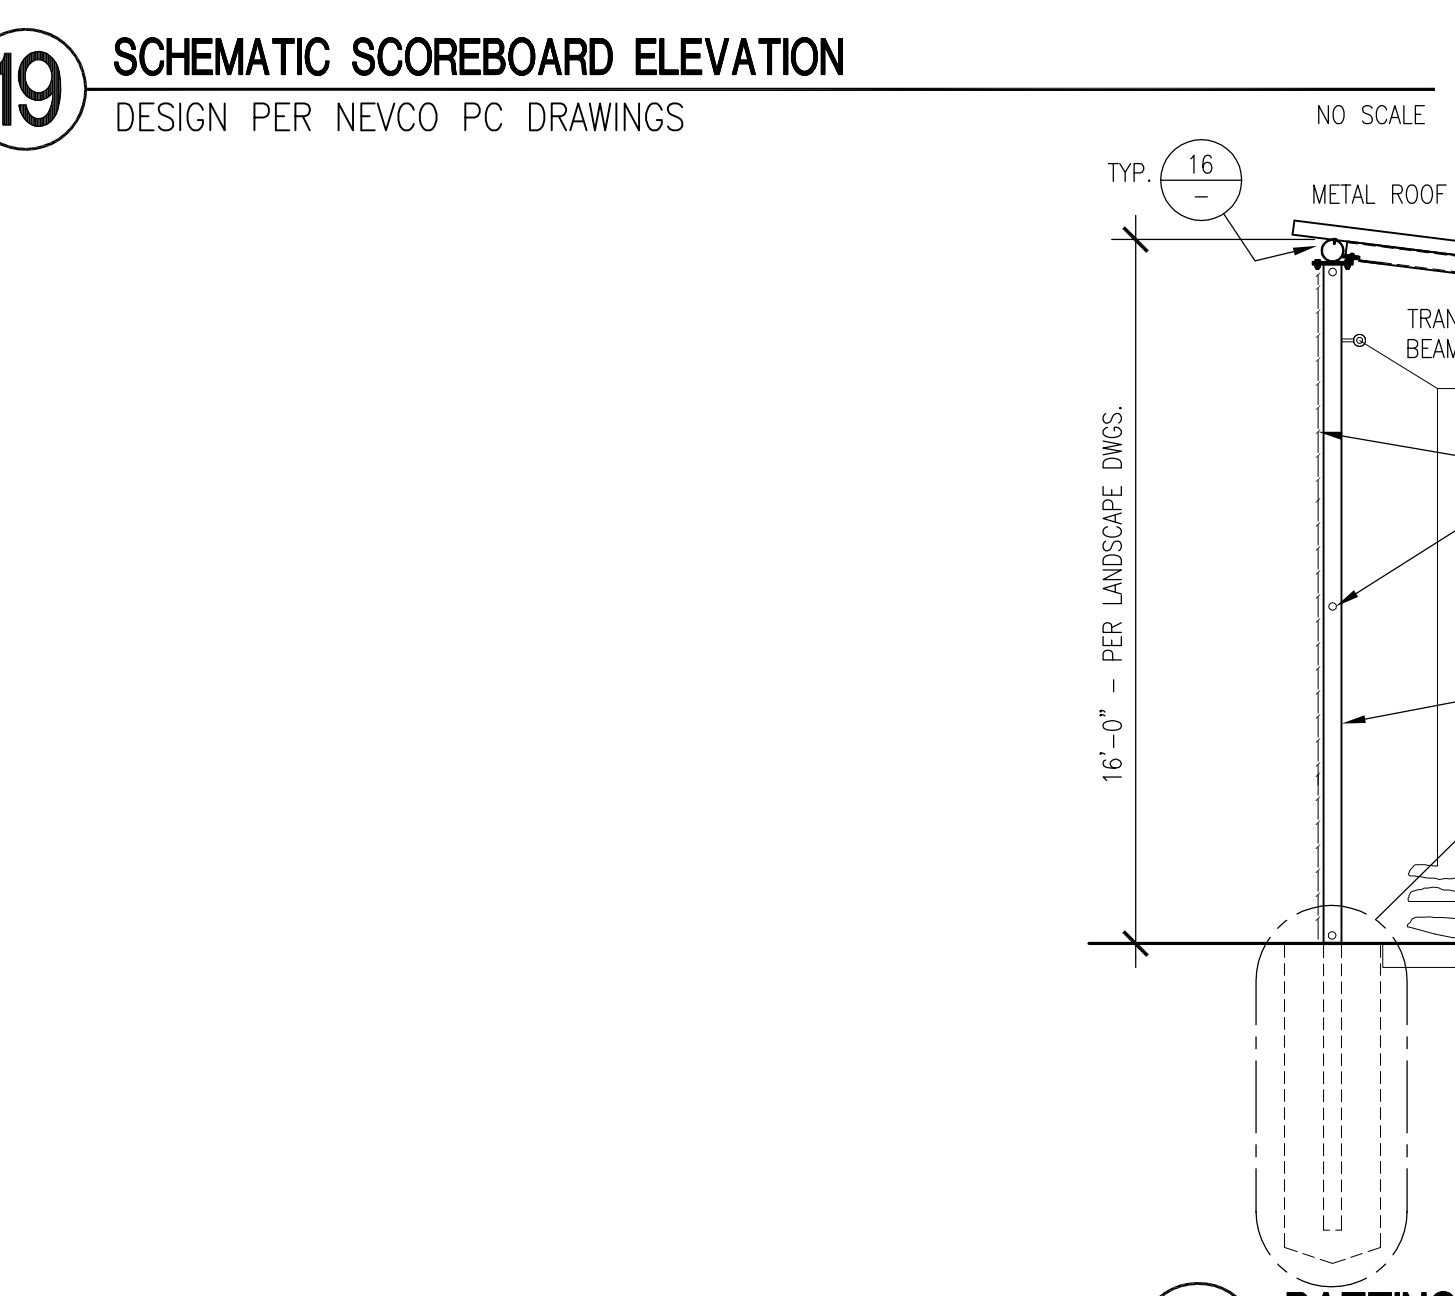 19
SCHEMATIC SCOREBOARD ELEVATION
DESIGN PER NEVCO PC DRAWINGS
NO SCALE
TYP.
16
–
METAL ROOF
16'–0" – PER LANDSCAPE DWGS.